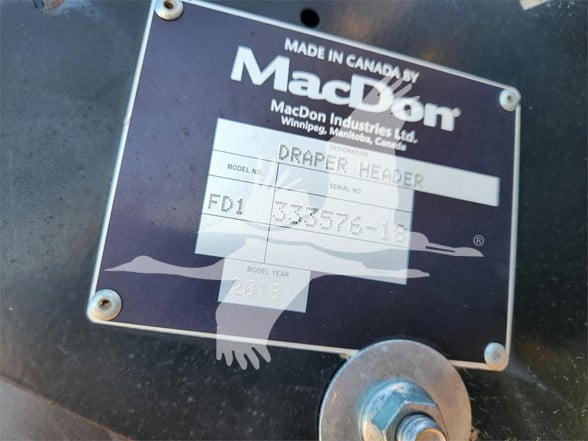 MADE IN CANADA BY
MacDon®
MacDon Industries Ltd.
Winnipeg, Manitoba, Canada
DESIGNATION
DRAPER HEADER
MODEL NO.
SERIAL NO.
FD1
333576-18
®
MODEL YEAR
2018